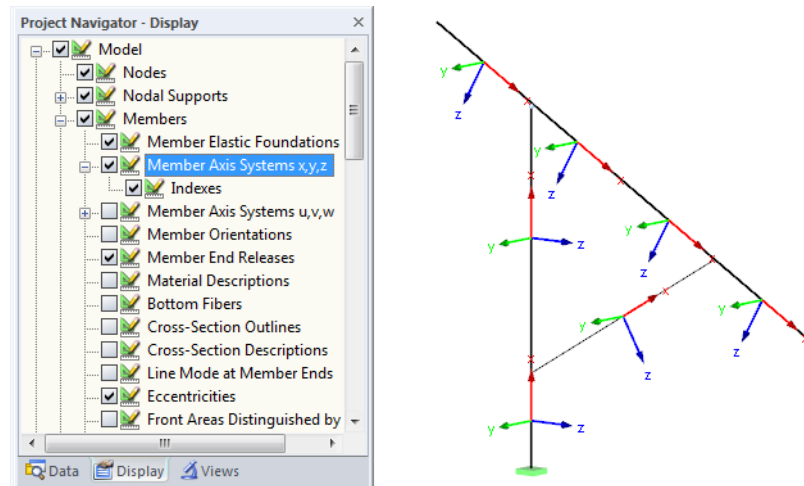 Project Navigator - Display
Model
Nodes
Nodal Supports
Members
Member Elastic Foundations
Member Axis Systems x,y,z
Indexes
Member Axis Systems u,v,w
Member Orientations
Member End Releases
Material Descriptions
Bottom Fibers
Cross-Section Outlines
Cross-Section Descriptions
Line Mode at Member Ends
Eccentricities
Front Areas Distinguished by
Data Display Views
y x
z
y x
z
x
y x
z
y z
x
y x
z
y
z
x
y z